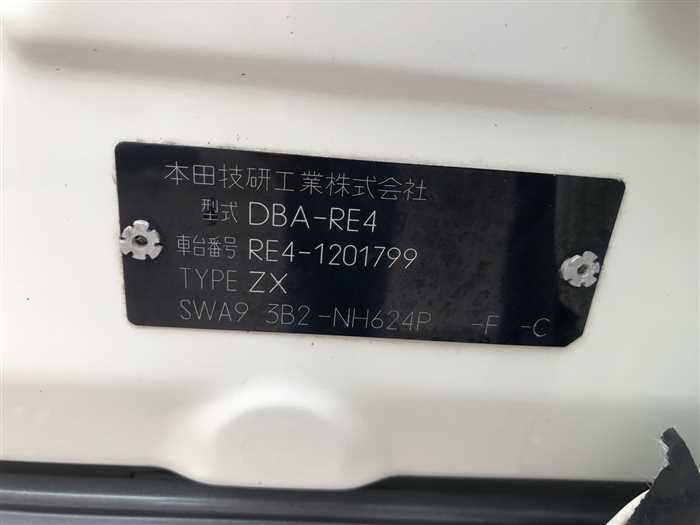 本田技研工業株式会社
型式 DBA-RE4
車台番号 RE4-1201799
TYPE ZX
SWA9 3B2-NH624P -F -C